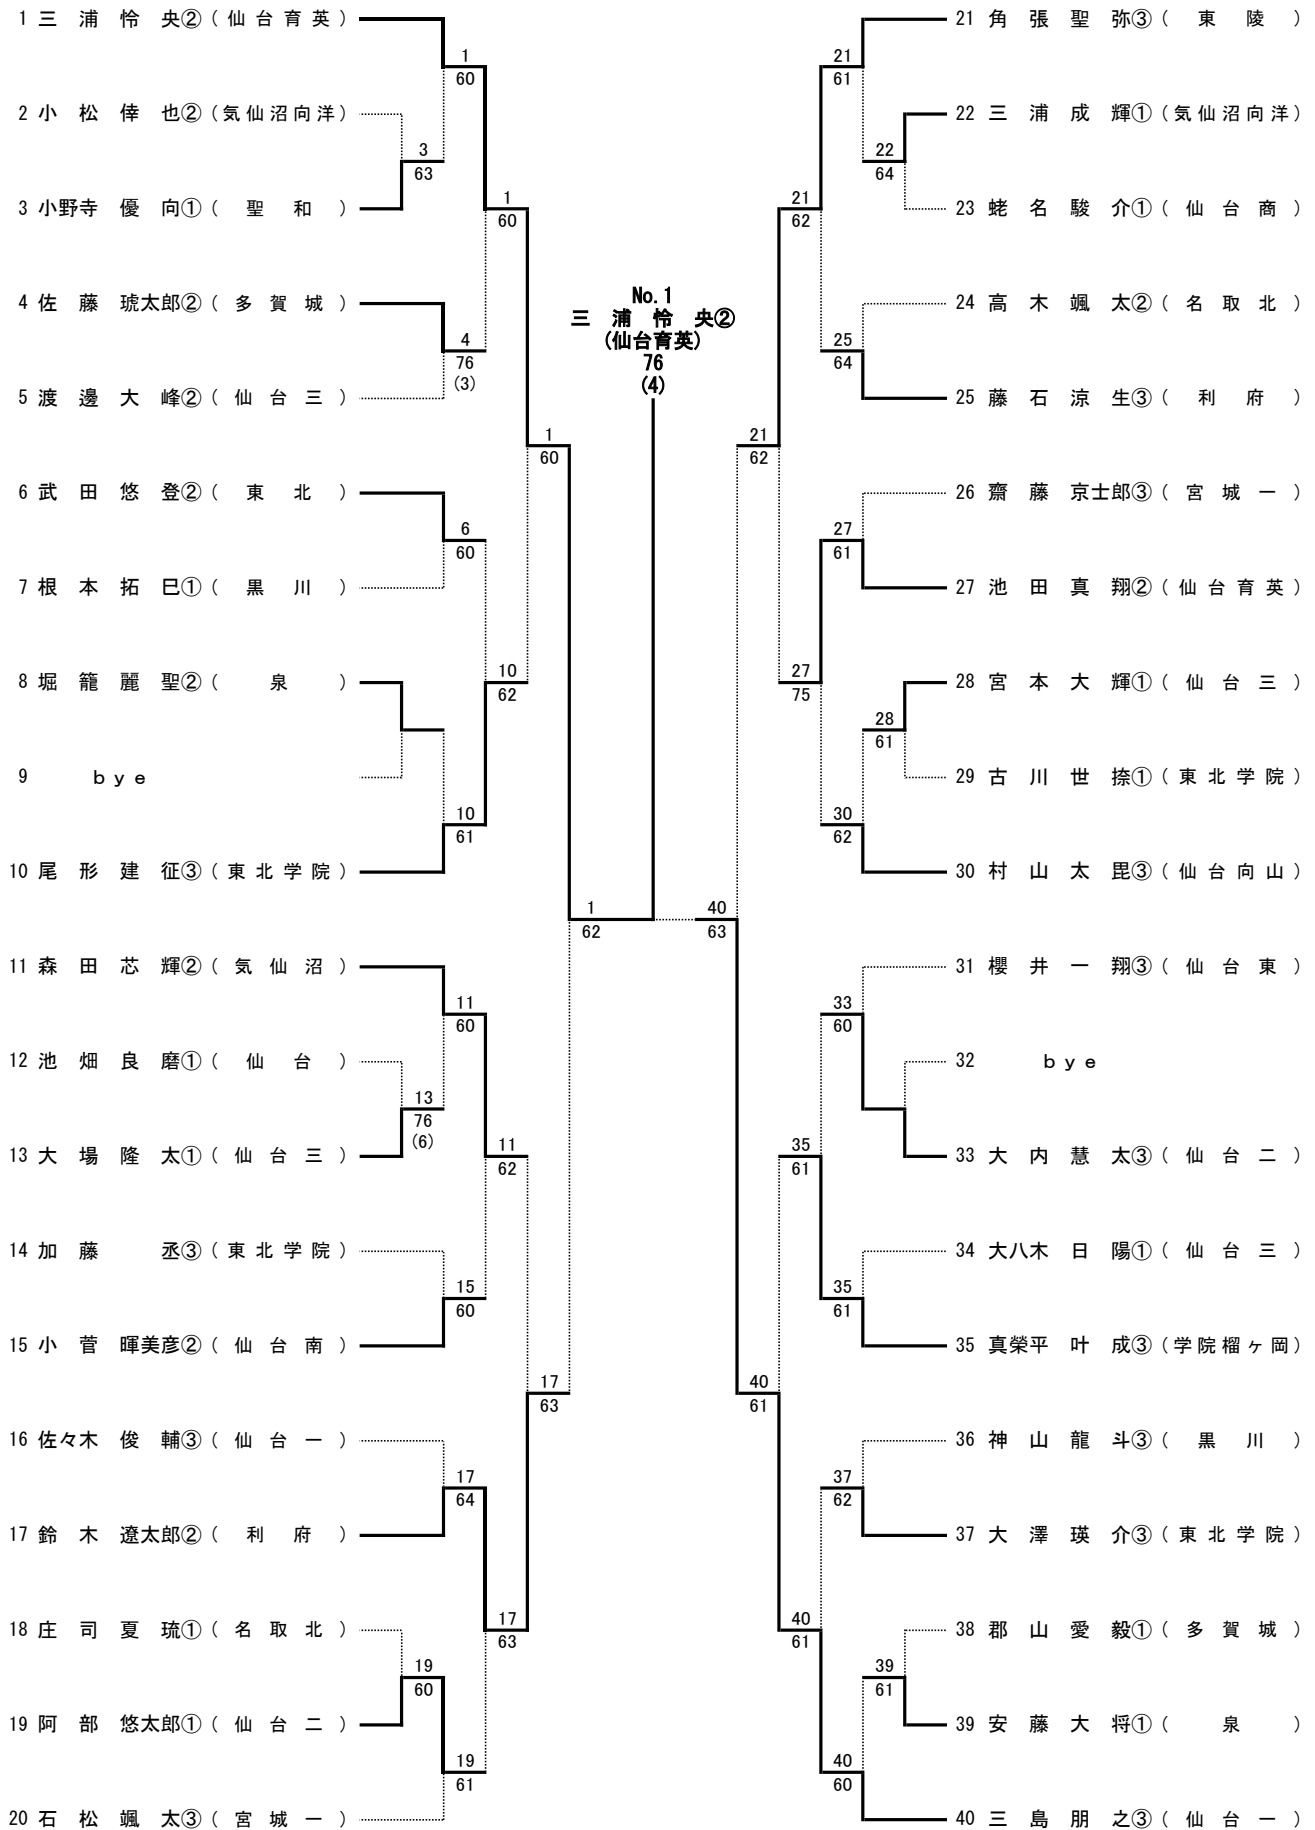 1 三浦怜央②(仙台育英)
1
60
2 小松倖也②(気仙沼向洋)
3
63
3 小野寺優向①(聖和)
1
60
4 佐藤琥太郎②(多賀城)
4
76
(3)
5 渡邊大峰②(仙台三)
1
60
6 武田悠登②(東北)
6
60
7 根本拓巳①(黒川)
8 堀籠麗聖②(泉)
10
62
9 bye
10
61
10 尾形建征③(東北学院)
1
62
11 森田芯輝②(気仙沼)
11
60
12 池畑良磨①(仙台)
13
76
(6)
13 大場隆太①(仙台三)
11
62
14 加藤丞③(東北学院)
15
60
15 小菅暉美彦②(仙台南)
17
63
16 佐々木俊輔③(仙台一)
17
64
17 鈴木遼太郎②(利府)
18 庄司夏琉①(名取北)
17
63
19
60
19 阿部悠太郎①(仙台二)
19
61
20 石松颯太③(宮城一)
No.1
三浦怜央②
(仙台育英)
76
(4)
21 角張聖弥③(東陵)
21
61
22 三浦成輝①(気仙沼向洋)
22
64
23 蛯名駿介①(仙台商)
21
62
24 高木颯太②(名取北)
25
64
25 藤石涼生③(利府)
21
62
26 齋藤京士郎③(宮城一)
27
61
27 池田真翔②(仙台育英)
28 宮本大輝①(仙台三)
27
75
28
61
29 古川世捺①(東北学院)
30
62
30 村山太毘③(仙台向山)
40
63
31 櫻井一翔③(仙台東)
33
60
32 bye
33 大内慧太③(仙台二)
35
61
34 大八木日陽①(仙台三)
35
61
35 真榮平叶成③(学院榴ヶ岡)
40
61
36 神山龍斗③(黒川)
37
62
37 大澤瑛介③(東北学院)
38 郡山愛毅①(多賀城)
40
61
39
61
39 安藤大将①(泉)
40
60
40 三島朋之③(仙台一)